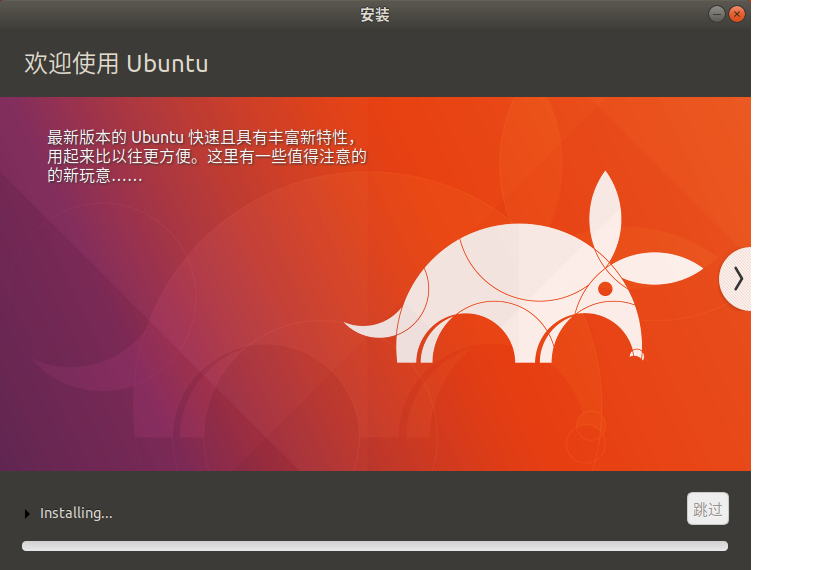 安装
欢迎使用 Ubuntu
最新版本的 Ubuntu 快速且具有丰富新特性，
用起来比以往更方便。这里有一些值得注意的
的新玩意……
Installing...
跳过